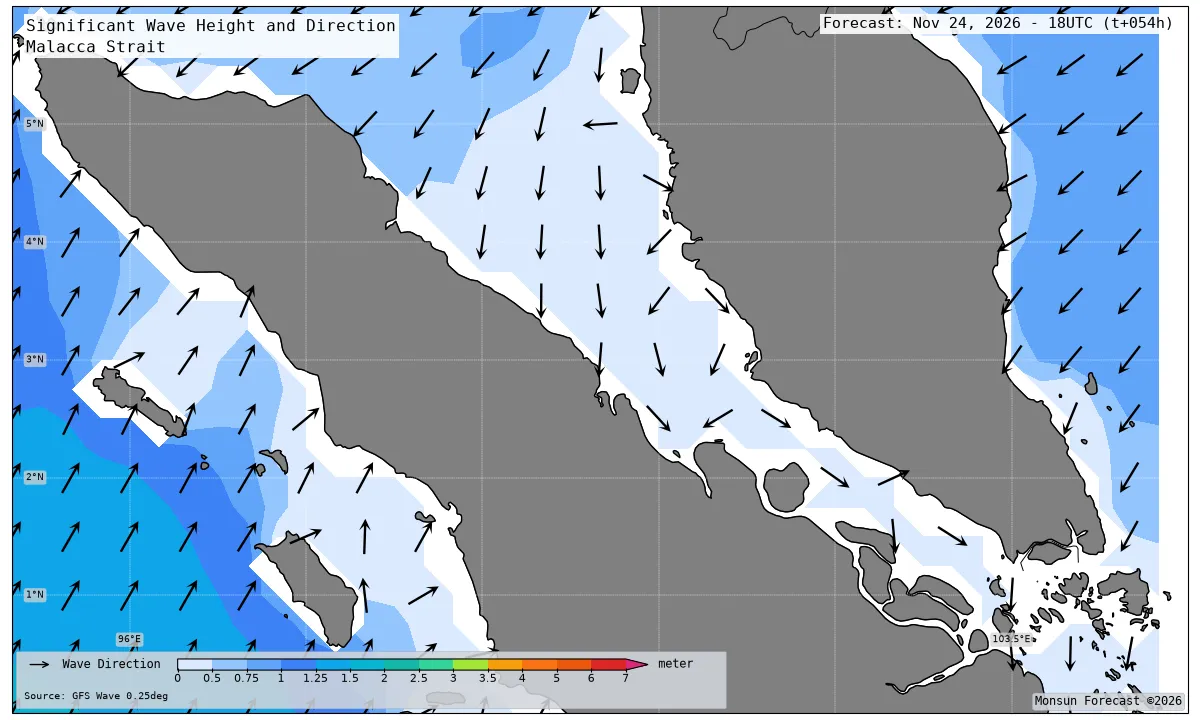 Significant Wave Height and Direction
Malacca Strait
Forecast: Nov 24, 2026 - 18UTC (t+054h)
5°N
4°N
3°N
2°N
1°N
96°E
103.5°E
Wave Direction
meter
0 0.5 0.75 1 1.25 1.5 2 2.5 3 3.5 4 5 6 7
Source: GFS Wave 0.25deg
Monsun Forecast ©2026